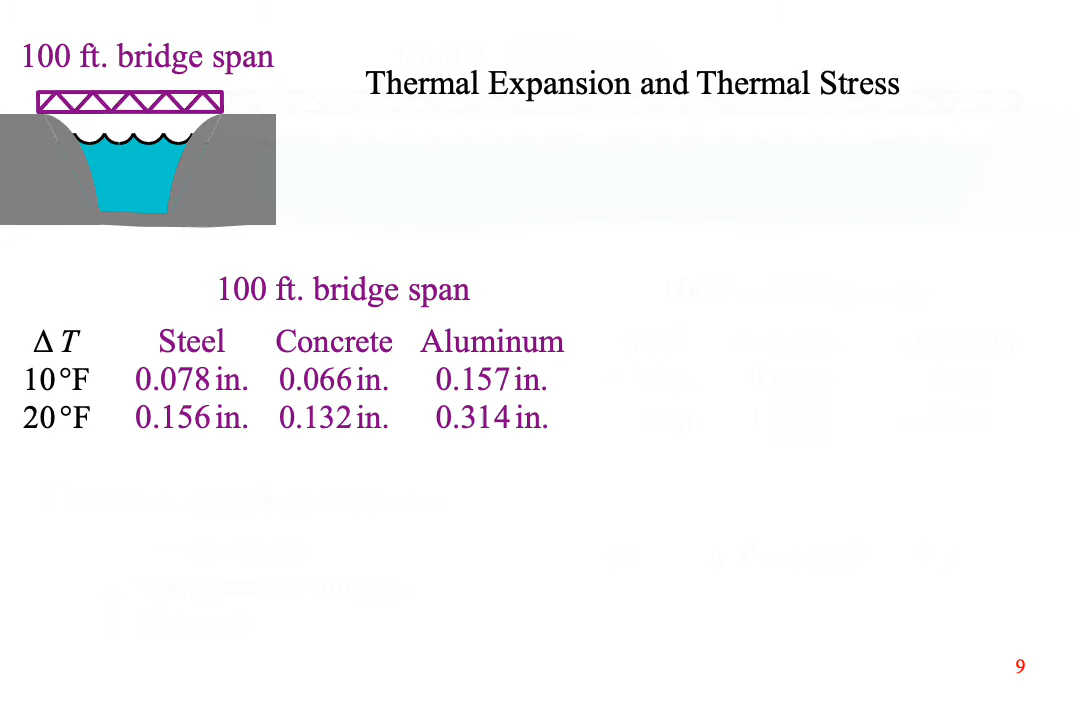 100 ft. bridge span
Thermal Expansion and Thermal Stress
100 ft. bridge span
Δ T Steel Concrete Aluminum
10 °F 0.078 in. 0.066 in. 0.157 in.
20 °F 0.156 in. 0.132 in. 0.314 in.
9